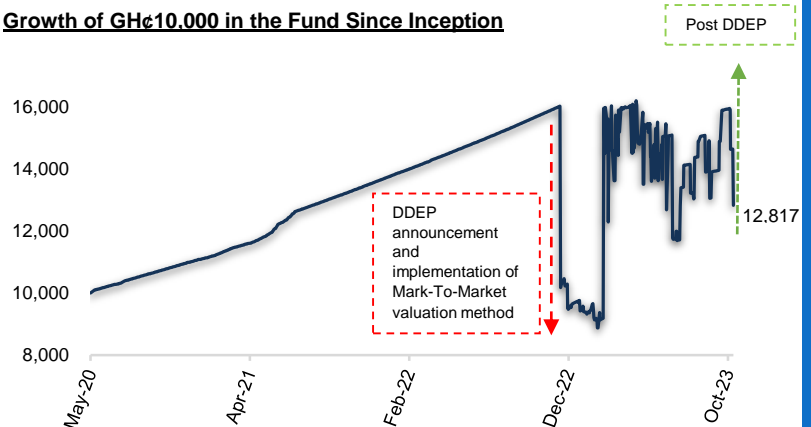 Growth of GH₵10,000 in the Fund Since Inception
Post DDEP
16,000
14,000
12,000
10,000
8,000
DDEP
announcement
and
implementation of
Mark-To-Market
valuation method
12,817
May-20
Apr-21
Feb-22
Dec-22
Oct-23